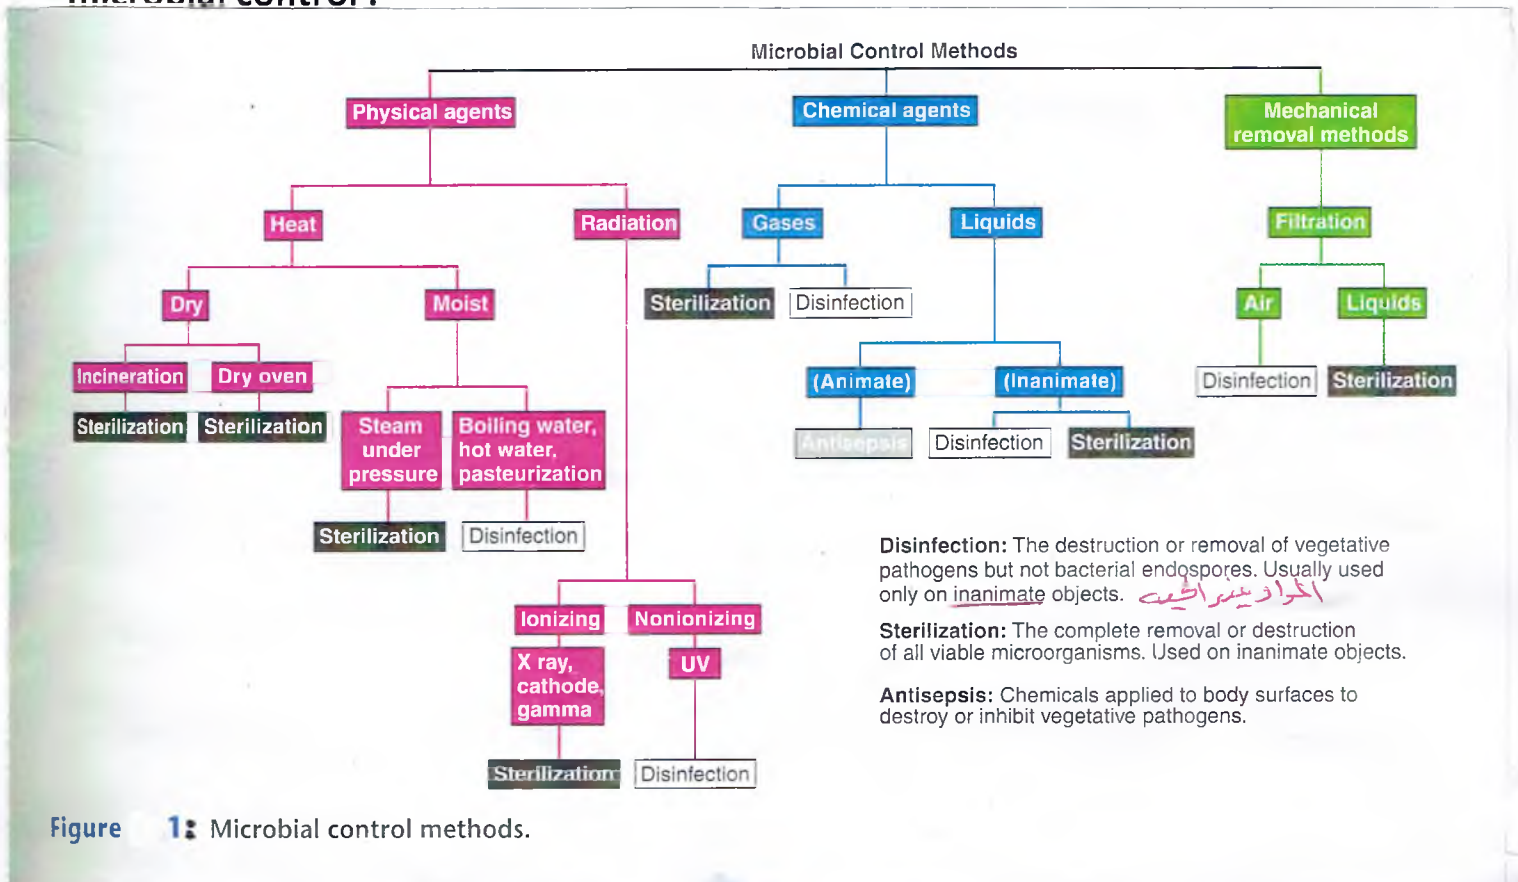 microbial control.
Microbial Control Methods
Physical agents
Chemical agents
Mechanical
removal methods
Heat
Radiation
Gases
Liquids
Filtration
Dry
Moist
Sterilization
Disinfection
Air
Liquids
Incineration
Dry oven
(Animate)
(Inanimate)
Disinfection
Sterilization
Sterilization
Sterilization
Steam
under
pressure
Boiling water,
hot water,
pasteurization
Antisepsis
Disinfection
Sterilization
Sterilization
Disinfection
Ionizing
Nonionizing
X ray,
cathode,
gamma
UV
Sterilization
Disinfection
Disinfection: The destruction or removal of vegetative
pathogens but not bacterial endospores. Usually used
only on inanimate objects. المواد غير الحية
Sterilization: The complete removal or destruction
of all viable microorganisms. Used on inanimate objects.
Antisepsis: Chemicals applied to body surfaces to
destroy or inhibit vegetative pathogens.
Figure 1: Microbial control methods.